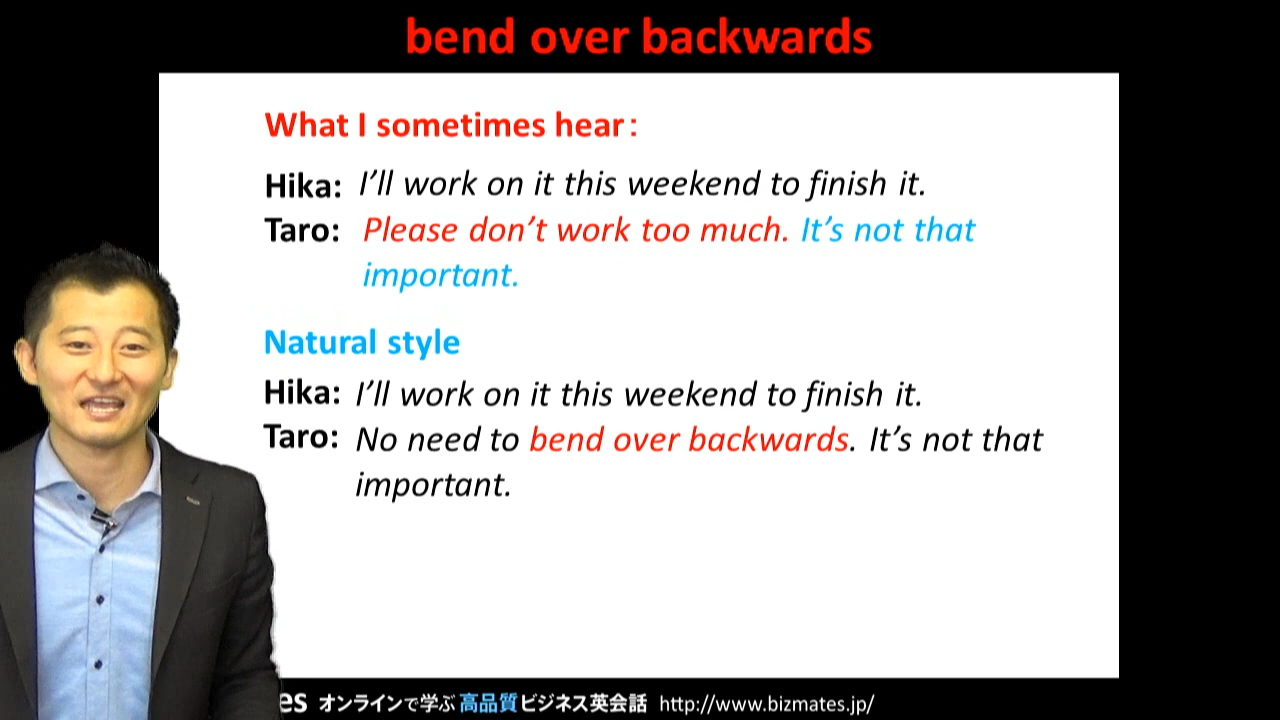 bend over backwards
What I sometimes hear:
Hika: I'll work on it this weekend to finish it.
Taro: Please don't work too much. It's not that
important.
Natural style
Hika: I'll work on it this weekend to finish it.
Taro: No need to bend over backwards. It's not that
important.
es オンラインで学ぶ 高品質 ビジネス英会話 http://www.bizmates.jp/